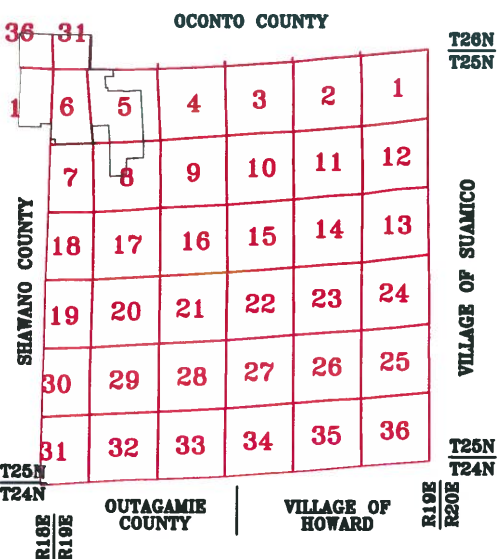 OCONTO COUNTY
36 31
T26N
T25N
1 6 5 4 3 2 1
7 8 9 10 11 12
18 17 16 15 14 13
19 20 21 22 23 24
30 29 28 27 26 25
31 32 33 34 35 36
SHAWANO COUNTY
VILLAGE OF SUAMICO
T25N
T24N
T25N
T24N
R18E
R19E
OUTAGAMIE
COUNTY
VILLAGE OF
HOWARD
R19E
R20E